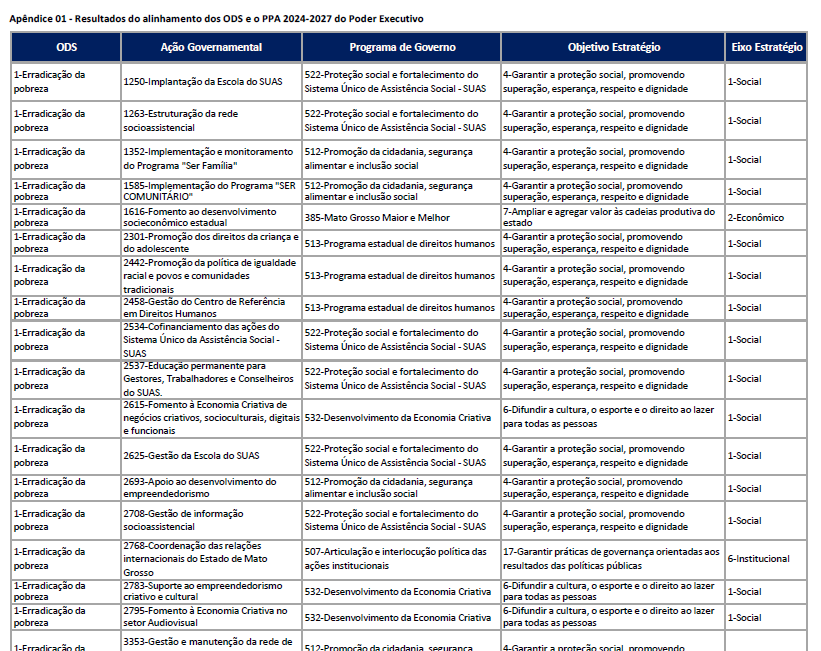 Apêndice 01 - Resultados do alinhamento dos ODS e o PPA 2024-2027 do Poder Executivo
ODS
Ação Governamental
Programa de Governo
Objetivo Estratégio
Eixo Estratégio
1-Erradicação da
pobreza
1250-Implantação da Escola do SUAS
522-Proteção social e fortalecimento do
Sistema Único de Assistência Social - SUAS
4-Garantir a proteção social, promovendo
superação, esperança, respeito e dignidade
1-Social
1-Erradicação da
pobreza
1263-Estruturação da rede
socioassistencial
522-Proteção social e fortalecimento do
Sistema Único de Assistência Social - SUAS
4-Garantir a proteção social, promovendo
superação, esperança, respeito e dignidade
1-Social
1-Erradicação da
pobreza
1352-Implementação e monitoramento
do Programa "Ser Família"
512-Promoção da cidadania, segurança
alimentar e inclusão social
4-Garantir a proteção social, promovendo
superação, esperança, respeito e dignidade
1-Social
1-Erradicação da
pobreza
1585-Implementação do Programa "SER
COMUNITÁRIO"
512-Promoção da cidadania, segurança
alimentar e inclusão social
4-Garantir a proteção social, promovendo
superação, esperança, respeito e dignidade
1-Social
1-Erradicação da
pobreza
1616-Fomento ao desenvolvimento
socioeconômico estadual
385-Mato Grosso Maior e Melhor
7-Ampliar e agregar valor às cadeias produtiva do
estado
2-Econômico
1-Erradicação da
pobreza
2301-Promoção dos direitos da criança e
do adolescente
513-Programa estadual de direitos humanos
4-Garantir a proteção social, promovendo
superação, esperança, respeito e dignidade
1-Social
1-Erradicação da
pobreza
2442-Promoção da política de igualdade
racial e povos e comunidades
tradicionais
513-Programa estadual de direitos humanos
4-Garantir a proteção social, promovendo
superação, esperança, respeito e dignidade
1-Social
1-Erradicação da
pobreza
2458-Gestão do Centro de Referência
em Direitos Humanos
513-Programa estadual de direitos humanos
4-Garantir a proteção social, promovendo
superação, esperança, respeito e dignidade
1-Social
1-Erradicação da
pobreza
2534-Cofinanciamento das ações do
Sistema Único da Assistência Social -
SUAS
522-Proteção social e fortalecimento do
Sistema Único de Assistência Social - SUAS
4-Garantir a proteção social, promovendo
superação, esperança, respeito e dignidade
1-Social
1-Erradicação da
pobreza
2537-Educação permanente para
Gestores, Trabalhadores e Conselheiros
do SUAS.
522-Proteção social e fortalecimento do
Sistema Único de Assistência Social - SUAS
4-Garantir a proteção social, promovendo
superação, esperança, respeito e dignidade
1-Social
1-Erradicação da
pobreza
2615-Fomento à Economia Criativa de
negócios criativos, socioculturais, digitais
e funcionais
532-Desenvolvimento da Economia Criativa
6-Difundir a cultura, o esporte e o direito ao lazer
para todas as pessoas
1-Social
1-Erradicação da
pobreza
2625-Gestão da Escola do SUAS
522-Proteção social e fortalecimento do
Sistema Único de Assistência Social - SUAS
4-Garantir a proteção social, promovendo
superação, esperança, respeito e dignidade
1-Social
1-Erradicação da
pobreza
2693-Apoio ao desenvolvimento do
empreendedorismo
512-Promoção da cidadania, segurança
alimentar e inclusão social
4-Garantir a proteção social, promovendo
superação, esperança, respeito e dignidade
1-Social
1-Erradicação da
pobreza
2708-Gestão de informação
socioassistencial
522-Proteção social e fortalecimento do
Sistema Único de Assistência Social - SUAS
4-Garantir a proteção social, promovendo
superação, esperança, respeito e dignidade
1-Social
1-Erradicação da
pobreza
2768-Coordenação das relações
internacionais do Estado de Mato
Grosso
507-Articulação e interlocução política das
ações institucionais
17-Garantir práticas de governança orientadas aos
resultados das políticas públicas
6-Institucional
1-Erradicação da
pobreza
2783-Suporte ao empreendedorismo
criativo e cultural
532-Desenvolvimento da Economia Criativa
6-Difundir a cultura, o esporte e o direito ao lazer
para todas as pessoas
1-Social
1-Erradicação da
pobreza
2795-Fomento à Economia Criativa no
setor Audiovisual
532-Desenvolvimento da Economia Criativa
6-Difundir a cultura, o esporte e o direito ao lazer
para todas as pessoas
1-Social
1-Erradicação da
3353-Gestão e manutenção da rede de
512-Promoção da cidadania, segurança
4-Garantir a proteção social, promovendo